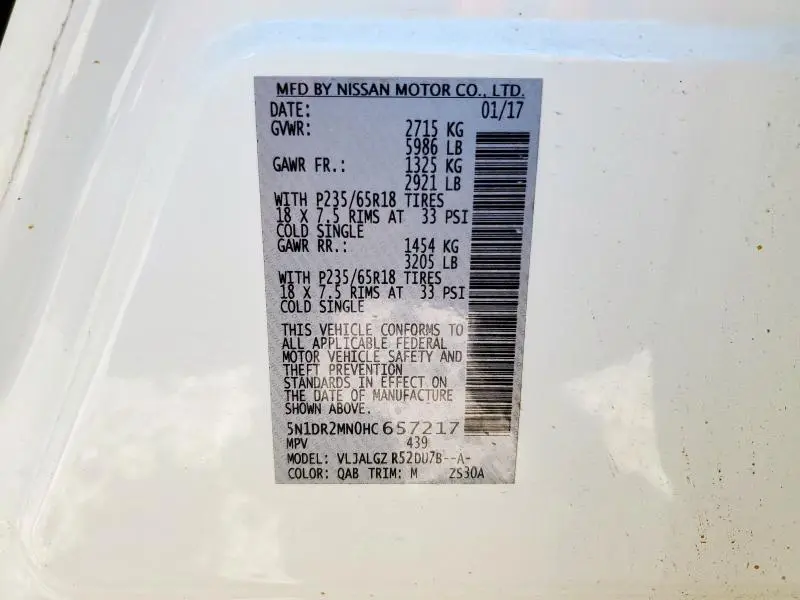 MFD BY NISSAN MOTOR CO., LTD.
DATE: 01/17
GVWR: 2715 KG
5986 LB
GAWR FR.: 1325 KG
2921 LB
WITH P235/65R18 TIRES
18 X 7.5 RIMS AT 33 PSI
COLD SINGLE
GAWR RR.: 1454 KG
3205 LB
WITH P235/65R18 TIRES
18 X 7.5 RIMS AT 33 PSI
COLD SINGLE
THIS VEHICLE CONFORMS TO
ALL APPLICABLE FEDERAL
MOTOR VEHICLE SAFETY AND
THEFT PREVENTION
STANDARDS IN EFFECT ON
THE DATE OF MANUFACTURE
SHOWN ABOVE.
5N1DR2MN0HC657217
MPV 439
MODEL: VLJALGZ R52DU7B--A-
COLOR: QAB TRIM: M ZS30A